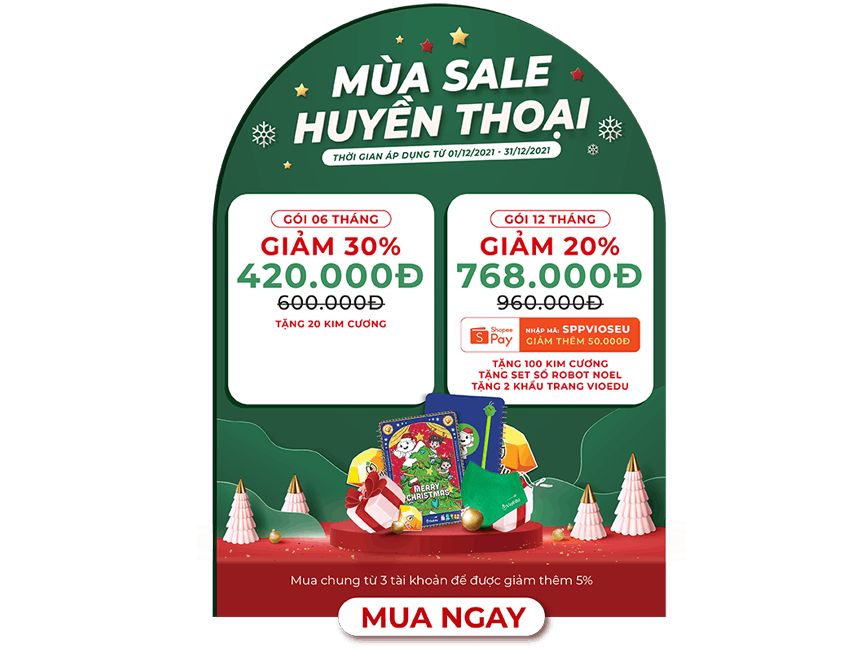 MÙA SALE
HUYỀN THOẠI
THỜI GIAN ÁP DỤNG TỪ 01/12/2021 - 31/12/2021
GÓI 06 THÁNG
GIẢM 30%
420.000Đ
600.000Đ
TẶNG 20 KIM CƯƠNG
GÓI 12 THÁNG
GIẢM 20%
768.000Đ
960.000Đ
Shopee
Pay
NHẬP MÃ: SPPVIOSEU
GIẢM THÊM 50.000Đ
TẶNG 100 KIM CƯƠNG
TẶNG SET SỔ ROBOT NOEL
TẶNG 2 KHẨU TRANG VIOEDU
MERRY
CHRISTMAS
Mua chung từ 3 tài khoản để được giảm thêm 5%
MUA NGAY